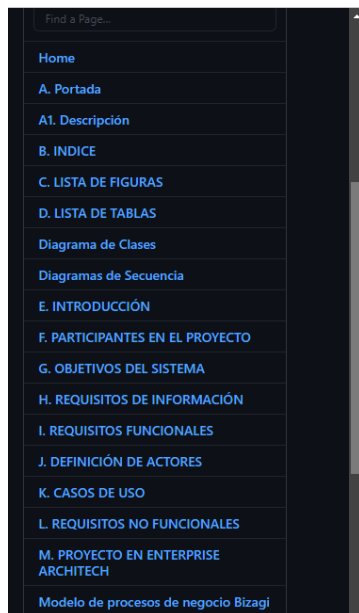 Find a Page...
Home
A. Portada
A1. Descripción
B. INDICE
C. LISTA DE FIGURAS
D. LISTA DE TABLAS
Diagrama de Clases
Diagramas de Secuencia
E. INTRODUCCIÓN
F. PARTICIPANTES EN EL PROYECTO
G. OBJETIVOS DEL SISTEMA
H. REQUISITOS DE INFORMACIÓN
I. REQUISITOS FUNCIONALES
J. DEFINICIÓN DE ACTORES
K. CASOS DE USO
L. REQUISITOS NO FUNCIONALES
M. PROYECTO EN ENTERPRISE
ARCHITECH
Modelo de procesos de negocio Bizagi